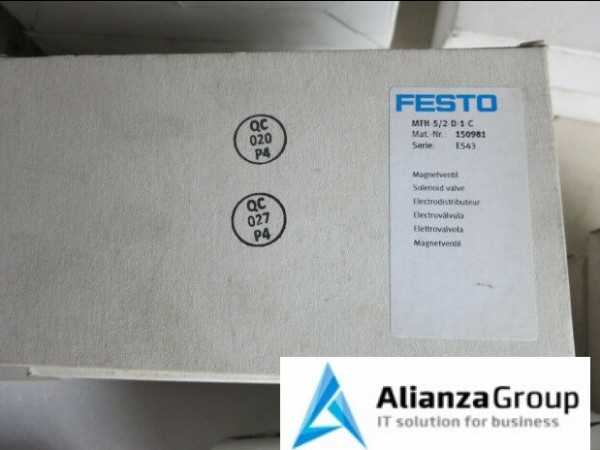 FESTO
MFH-5/2-D-1-C
Mat.-Nr.: 150981
Serie: E543
Magnetventil
Solenoid valve
Electrodistributeur
Electroválvula
Elettrovalvola
Magnetventil
QC
020
P4
QC
027
P4
AlianzaGroup
IT solution for business